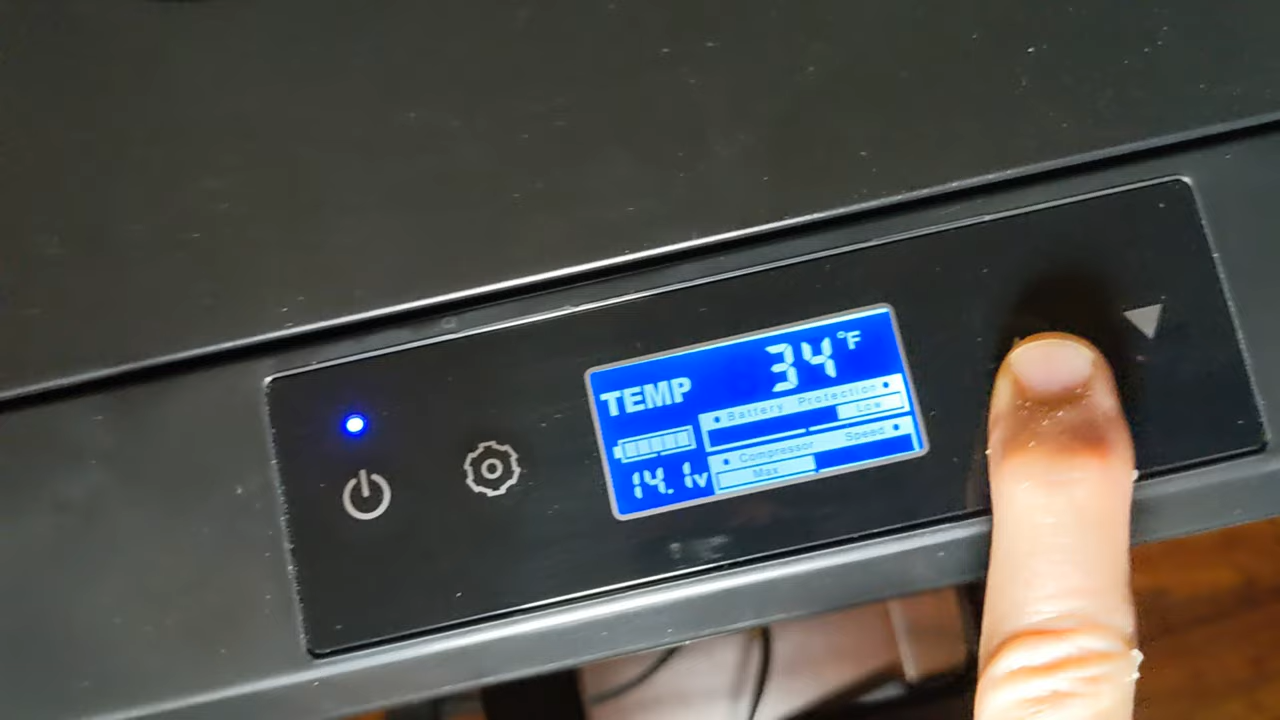 TEMP 34°F
Battery Protection
Low
Compressor Speed
Max
14.1v